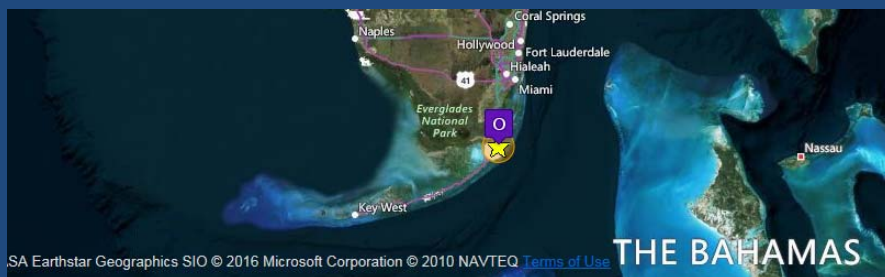 Coral Springs
Naples
Hollywood
Fort Lauderdale
Hialeah
41
Miami
Everglades
National
Park
O
Nassau
Key West
SA Earthstar Geographics SIO © 2016 Microsoft Corporation © 2010 NAVTEQ Terms of Use
THE BAHAMAS